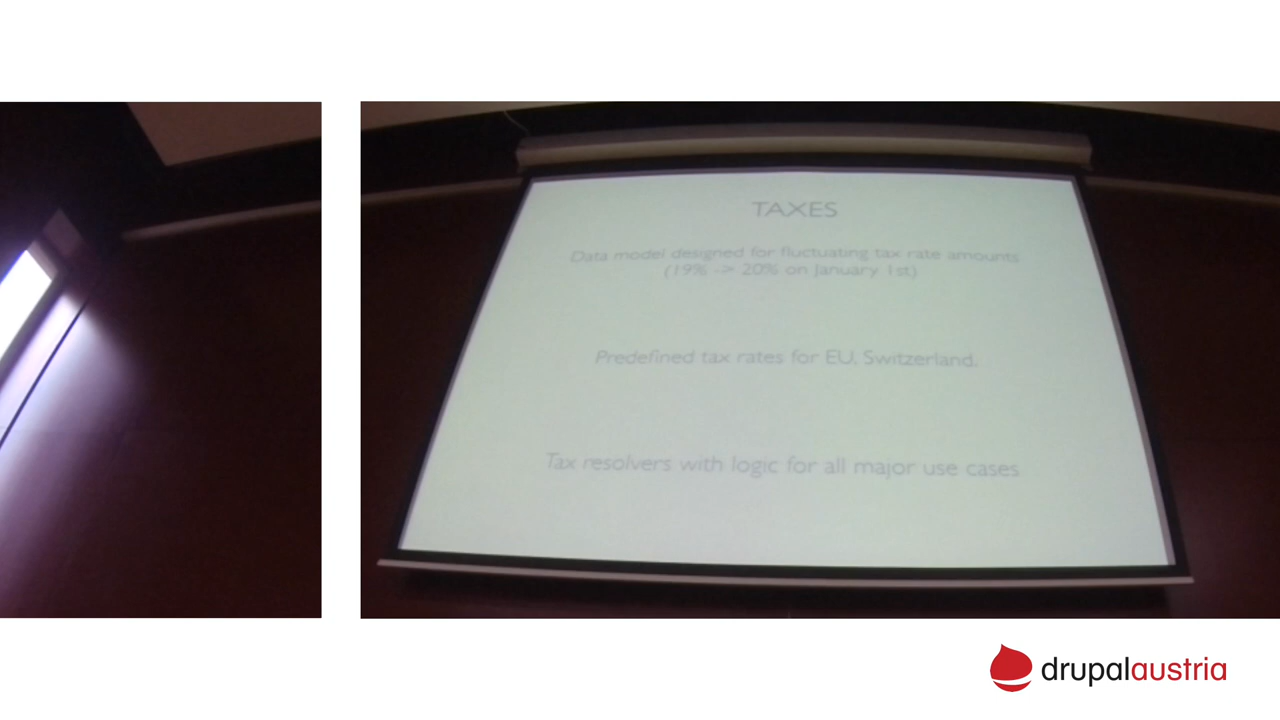 TAXES
Data model designed for fluctuating tax rate amounts
(19% -> 20% on January 1st)
Predefined tax rates for EU, Switzerland.
Tax resolvers with logic for all major use cases
drupalaustria